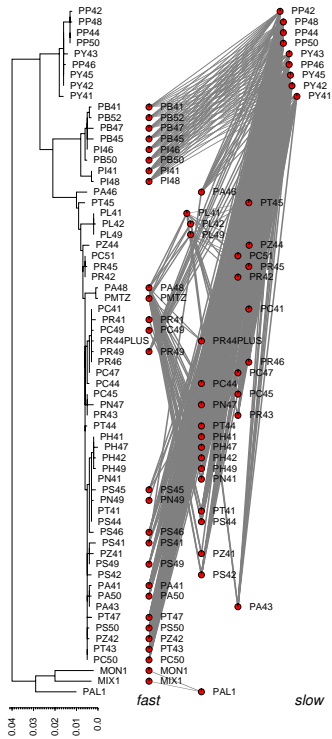 PP42 PP42
PP48 PP48
PP44 PP44
PP50 PP50
PY43 PY43
PP46 PP46
PY45 PY45
PY42 PY42
PY41 PY41
PB41 PB41
PB52 PB52
PB47 PB47
PB45 PB45
PI46 PI46
PB50 PB50
PI41 PI41
PI48 PI48
PA46 PA46
PT45 PT45
PL41 PL41
PL42 PL42
PL49 PL49
PZ44 PZ44
PC51 PC51
PR45 PR45
PR42 PR42
PA48 PA48
PMTZ PMTZ
PC41 PC41
PR41 PR41
PC49 PC49
PR44PLUS PR44PLUS
PR49 PR49
PR46 PR46
PC47 PC47
PC44 PC44
PC45 PC45
PN47 PN47
PR43 PR43
PT44 PT44
PH41 PH41
PH47 PH47
PH42 PH42
PH49 PH49
PN41 PN41
PS45 PS45
PN49 PN49
PT41 PT41
PS44 PS44
PS46 PS46
PS41 PS41
PZ41 PZ41
PS49 PS49
PS42 PS42
PA41 PA41
PA50 PA50
PA43 PA43
PT47 PT47
PS50 PS50
PZ42 PZ42
PT43 PT43
PC50 PC50
MON1 MON1
MIX1 MIX1
PAL1 PAL1
fast slow
0.04 0.03 0.02 0.01 0.0